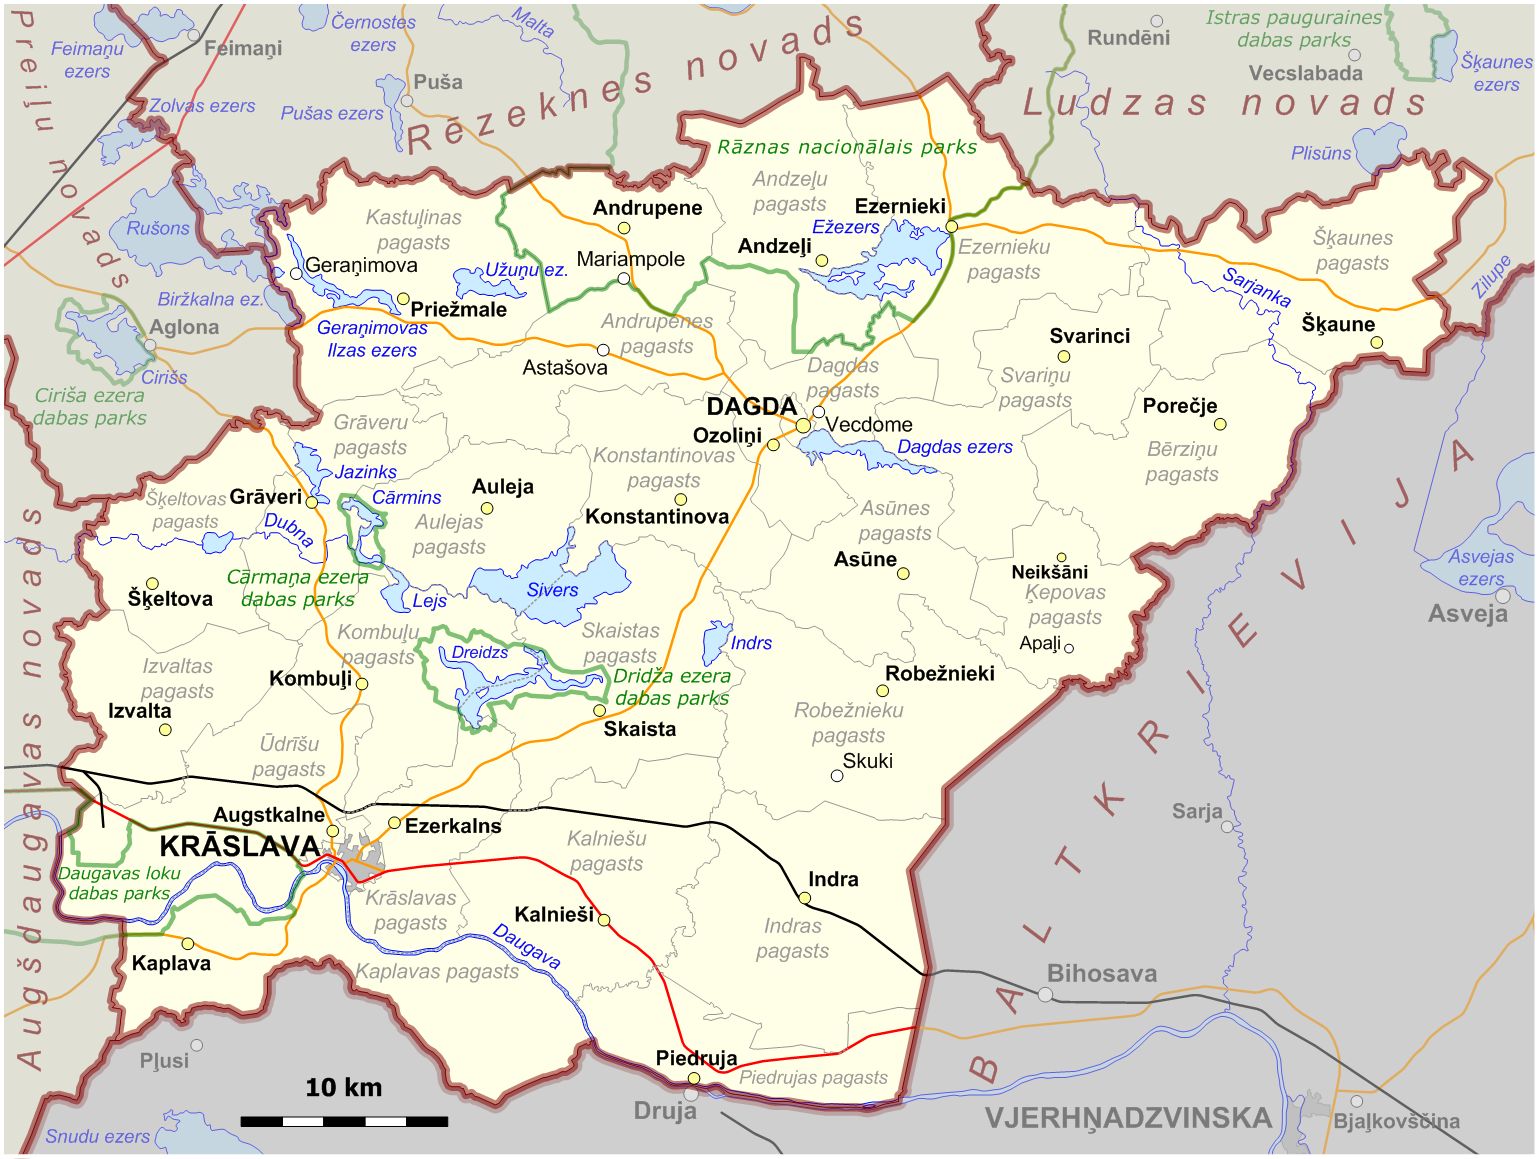 Preiļu novads
Feimaņu
ezers
Feimaņi
Černostes
ezers
Malta
Rēzeknes novads
Rundēni
Istras pauguraines
dabas parks
Vecslabada
Šķaunes
ezers
Puša
Pušas ezers
Zolvas ezers
Ludzas novads
Plisūns
Rāznas nacionālais parks
Andzeļu
pagasts
Kastuļinas
pagasts
Andrupene
Ezernieki
Ežezers
Rušons
Andzeļi
Ezernieku
pagasts
Šķaunes
pagasts
Mariampole
Geraņimova
Užuņu ez.
Sarjanka
Zilupe
Biržkalna ez.
Priežmale
Aglona
Geraņimovas
Ilzas ezers
Andrupenes
pagasts
Šķaune
Svarinci
Astašova
Dagdas
pagasts
Svariņu
pagasts
Cirišs
Ciriša ezera
dabas parks
DAGDA
Vecdome
Porečje
Grāveru
pagasts
Ozoliņi
Dagdas ezers
Bērziņu
pagasts
Konstantinovas
pagasts
Jazinks
Auleja
Cārmins
Grāveri
Šķeltovas
pagasts
Aulejas
pagasts
Konstantinova
Asūnes
pagasts
Dubna
Asūne
Neikšāni
Asvejas
ezers
Asveja
Cārmaņa ezera
dabas parks
Šķeltova
Lejs
Sivers
Ķepovas
pagasts
Apaļi
Kombuļu
pagasts
Skaistas
pagasts
Indrs
Dreidzs
Izvaltas
pagasts
Kombuļi
Dridža ezera
dabas parks
Robežnieki
Izvalta
Skaista
Robežnieku
pagasts
Ūdrīšu
pagasts
Skuki
Augšdaugavas novads
BALTKRIEVIJA
Sarja
Augstkalne
Ezerkalns
KRĀSLAVA
Kalniešu
pagasts
Daugavas loku
dabas parks
Indra
Krāslavas
pagasts
Kalnieši
Indras
pagasts
Daugava
Kaplava
Kaplavas pagasts
Bihosava
Pļusi
Piedruja
Piedrujas pagasts
10 km
Druja
VJERHŅADZVINSKA
Bjaļkovščina
Snudu ezers